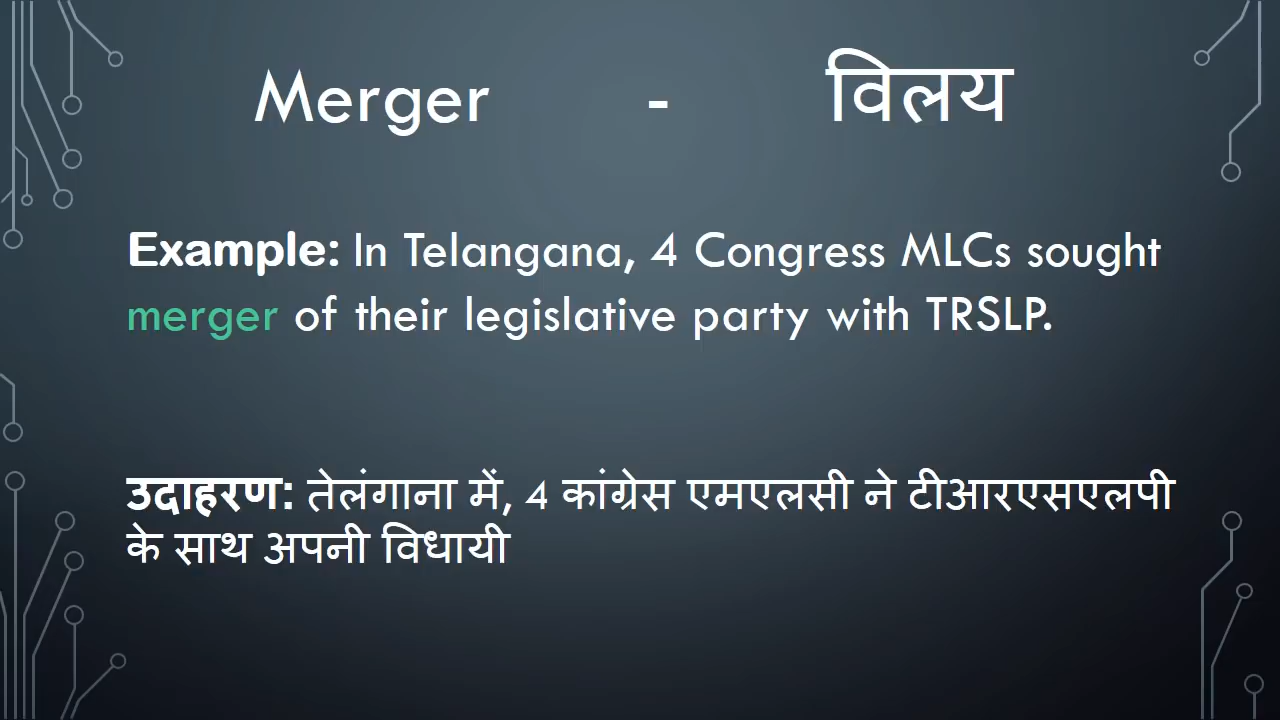 Merger - विलय
Example: In Telangana, 4 Congress MLCs sought
merger of their legislative party with TRSLP.
उदाहरण: तेलंगाना में, 4 कांग्रेस एमएलसी ने टीआरएसएलपी
के साथ अपनी विधायी